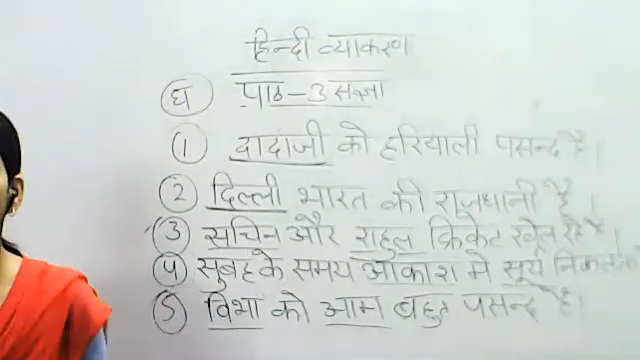 हिन्दी व्याकरण
घ पाठ-3 संज्ञा
1 दादाजी को हरियाली पसन्द है।
2 दिल्ली भारत की राजधानी है।
3 सचिन और राहुल क्रिकेट खेल रहे है।
4 सुबह के समय आकाश मे सूर्य निकलता
5 विभा को आम बहुत पसन्द है।